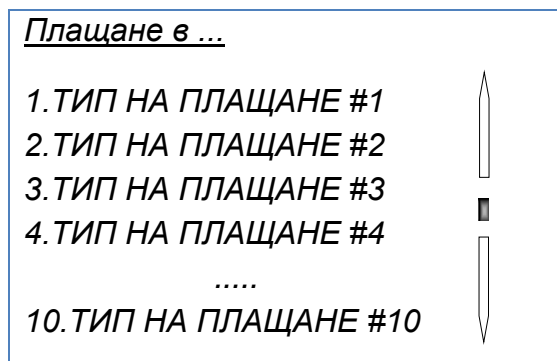 Плащане в ...
1.ТИП НА ПЛАЩАНЕ #1
2.ТИП НА ПЛАЩАНЕ #2
3.ТИП НА ПЛАЩАНЕ #3
4.ТИП НА ПЛАЩАНЕ #4
.....
10.ТИП НА ПЛАЩАНЕ #10